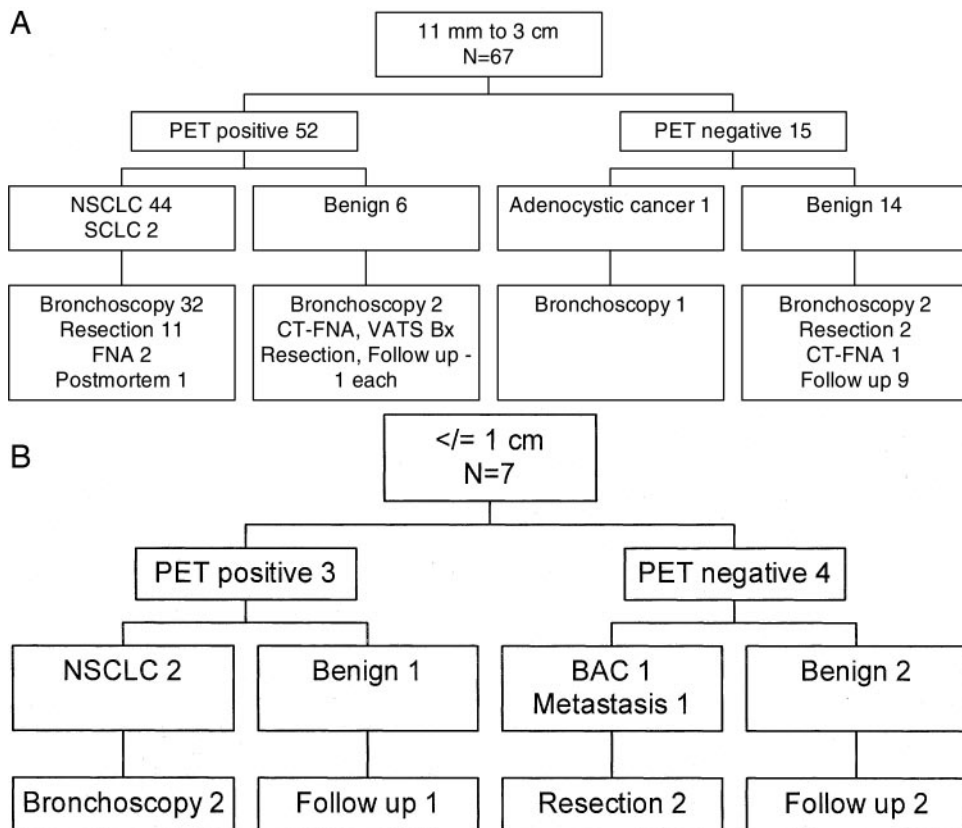 A
11 mm to 3 cm
N=67
PET positive 52
PET negative 15
NSCLC 44
SCLC 2
Benign 6
Adenocystic cancer 1
Benign 14
Bronchoscopy 32
Resection 11
FNA 2
Postmortem 1
Bronchoscopy 2
CT-FNA, VATS Bx
Resection, Follow up -
1 each
Bronchoscopy 1
Bronchoscopy 2
Resection 2
CT-FNA 1
Follow up 9
B
</= 1 cm
N=7
PET positive 3
PET negative 4
NSCLC 2
Benign 1
BAC 1
Metastasis 1
Benign 2
Bronchoscopy 2
Follow up 1
Resection 2
Follow up 2